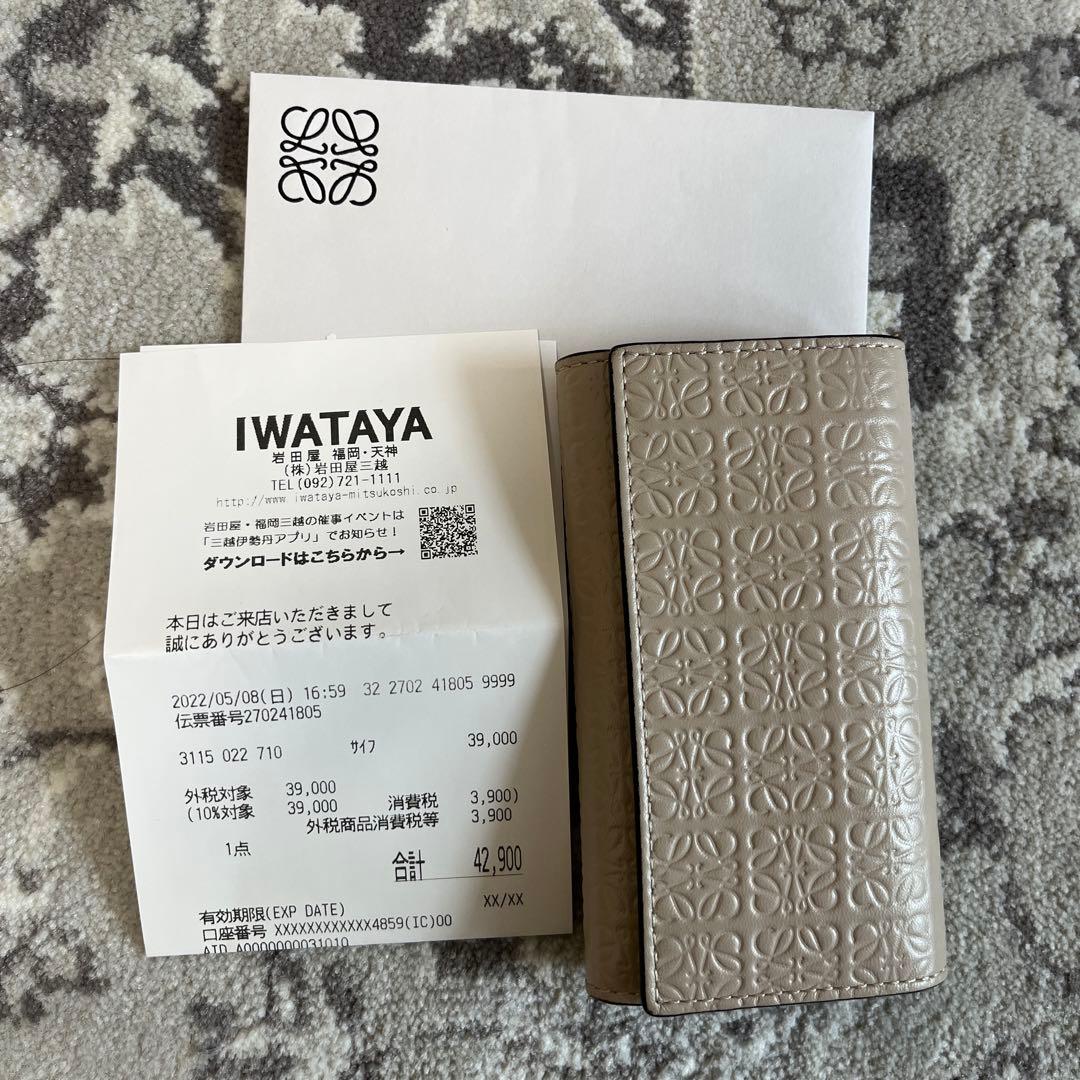 IWATAYA
岩田屋 福岡・天神
(株)岩田屋三越
TEL(092)721-1111
http://www.iwataya-mitsukoshi.co.jp
岩田屋・福岡三越の催事イベントは
「三越伊勢丹アプリ」でお知らせ!
ダウンロードはこちらから→
本日はご来店いただきまして
誠にありがとうございます。
2022/05/08(日) 16:59 32 2702 41805 9999
伝票番号270241805
3115 022 710 サイフ 39,000
外税対象 39,000
(10%対象 39,000 消費税 3,900)
外税商品消費税等 3,900
1点
合計 42,900
有効期限(EXP DATE) XX/XX
口座番号 XXXXXXXXXXXX4859(IC)00
AID A0000000031010